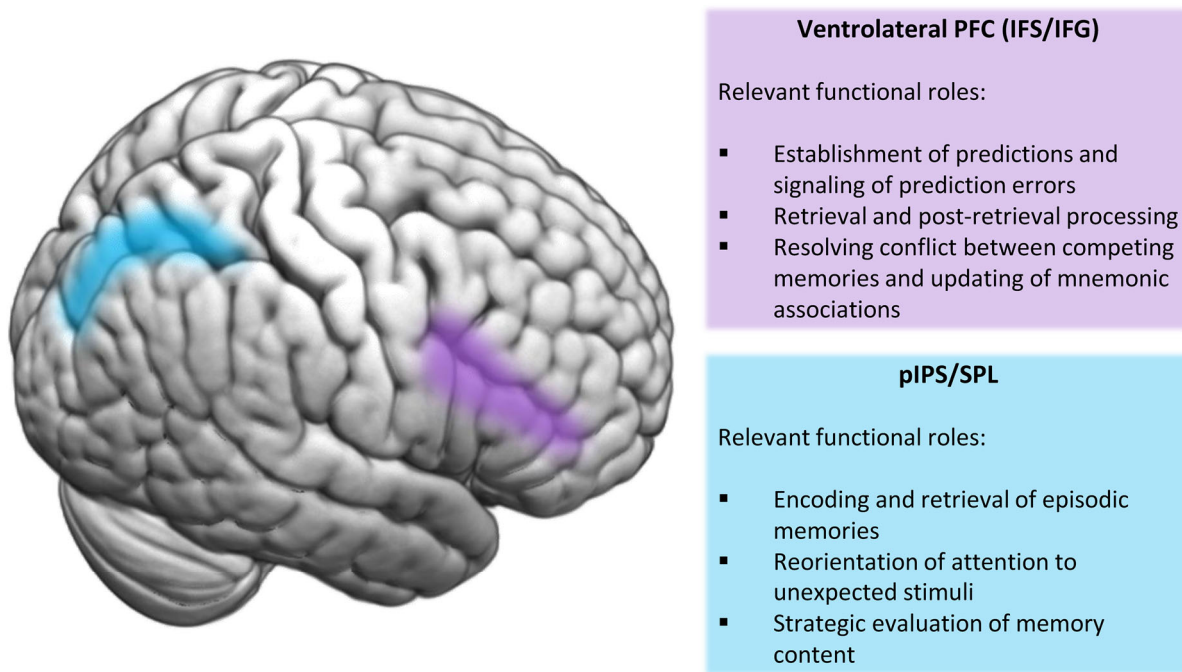 Ventrolateral PFC (IFS/IFG)
Relevant functional roles:
▪ Establishment of predictions and
signaling of prediction errors
▪ Retrieval and post-retrieval processing
▪ Resolving conflict between competing
memories and updating of mnemonic
associations
pIPS/SPL
Relevant functional roles:
▪ Encoding and retrieval of episodic
memories
▪ Reorientation of attention to
unexpected stimuli
▪ Strategic evaluation of memory
content